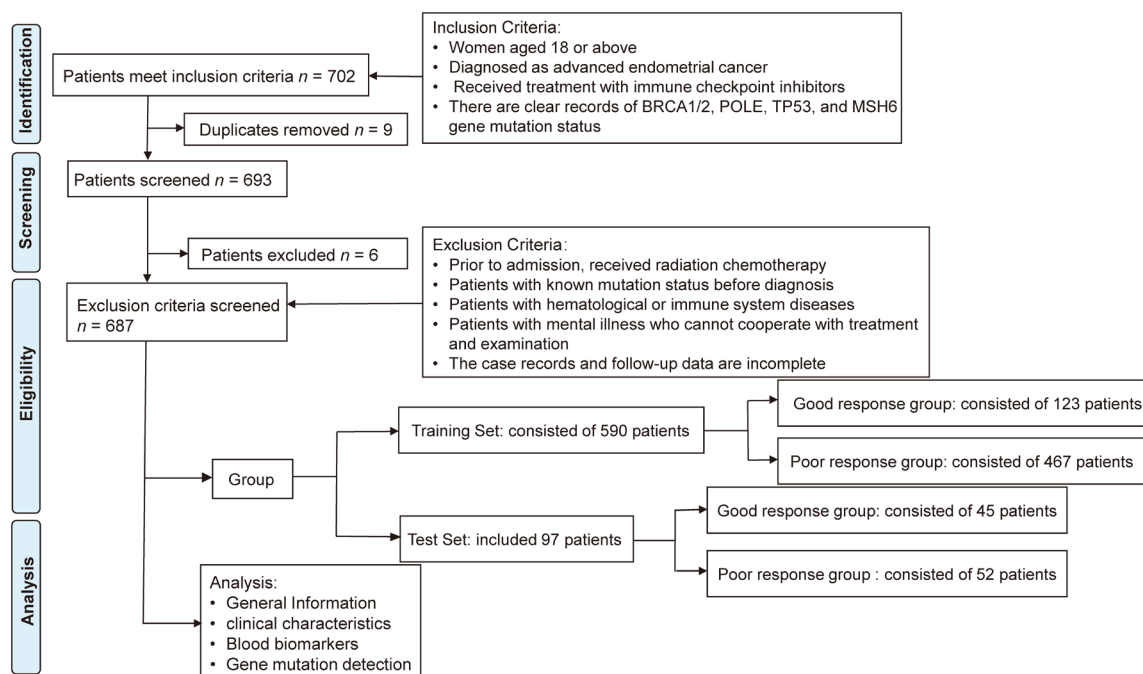 Identification
Patients meet inclusion criteria n = 702
Inclusion Criteria:
• Women aged 18 or above
• Diagnosed as advanced endometrial cancer
• Received treatment with immune checkpoint inhibitors
• There are clear records of BRCA1/2, POLE, TP53, and MSH6
gene mutation status
Duplicates removed n = 9
Screening
Patients screened n = 693
Patients excluded n = 6
Eligibility
Exclusion criteria screened
n = 687
Exclusion Criteria:
• Prior to admission, received radiation chemotherapy
• Patients with known mutation status before diagnosis
• Patients with hematological or immune system diseases
• Patients with mental illness who cannot cooperate with treatment
and examination
• The case records and follow-up data are incomplete
Group
Training Set: consisted of 590 patients
Good response group: consisted of 123 patients
Poor response group: consisted of 467 patients
Test Set: included 97 patients
Good response group: consisted of 45 patients
Poor response group : consisted of 52 patients
Analysis
Analysis:
• General Information
• clinical characteristics
• Blood biomarkers
• Gene mutation detection